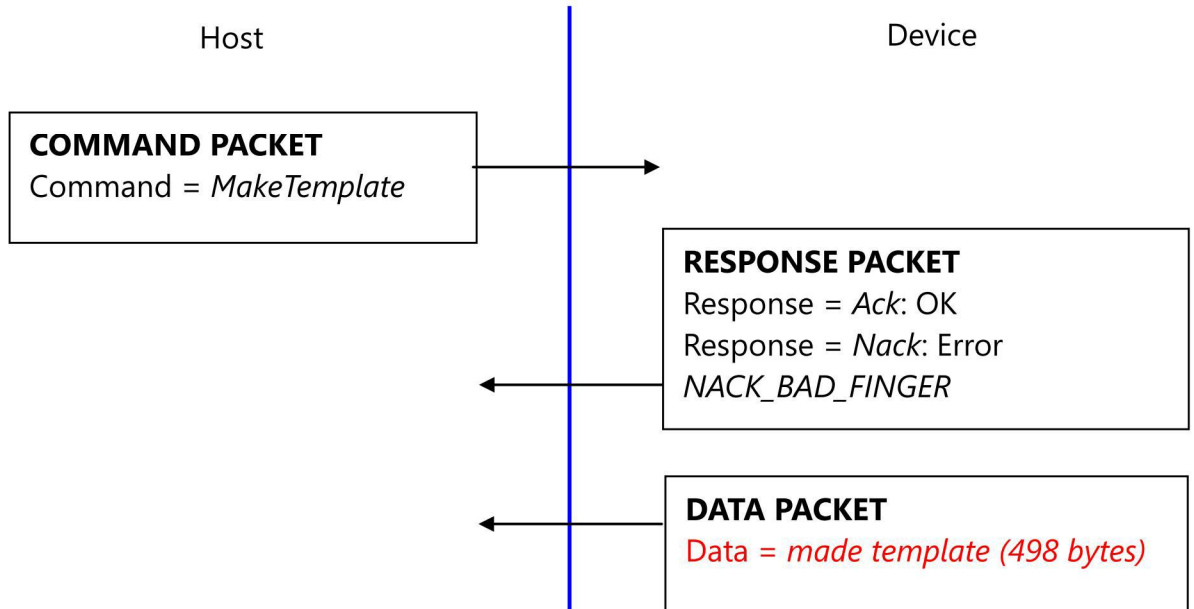 Host
Device
COMMAND PACKET
Command = MakeTemplate
RESPONSE PACKET
Response = Ack: OK
Response = Nack: Error
NACK_BAD_FINGER
DATA PACKET
Data = made template (498 bytes)